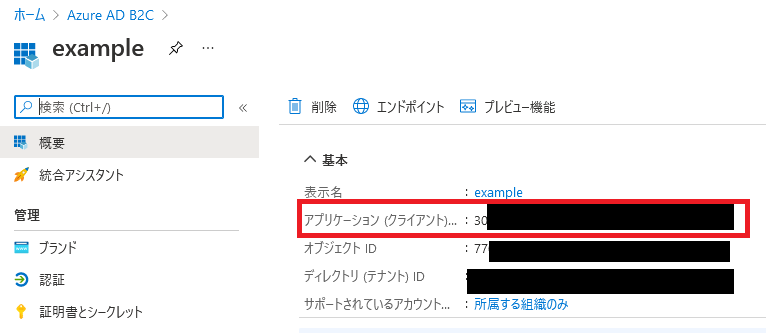 ホーム > Azure AD B2C >
example
検索 (Ctrl+/)
削除 エンドポイント プレビュー機能
概要
統合アシスタント
管理
ブランド
認証
証明書とシークレット
基本
表示名 : example
アプリケーション (クライアント)... : 30
オブジェクト ID : 77
ディレクトリ (テナント) ID :
サポートされているアカウント... : 所属する組織のみ